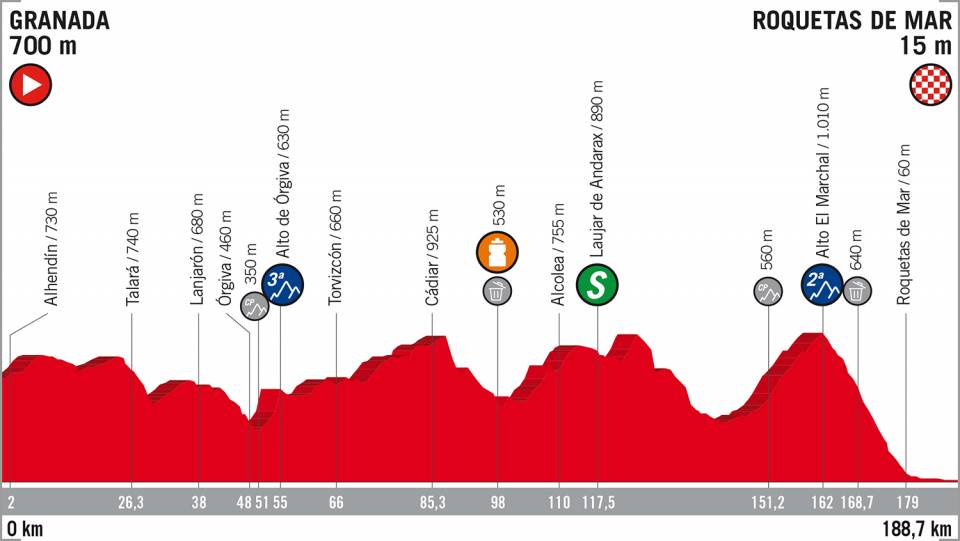 GRANADA
700 m
ROQUETAS DE MAR
15 m
Alhendín / 730 m
Talará / 740 m
Lanjarón / 680 m
Órgiva / 460 m
350 m
CP
3ª
Alto de Órgiva / 630 m
Torvizcón / 660 m
Cádiar / 925 m
530 m
Alcolea / 755 m
S
Laujar de Andarax / 890 m
560 m
CP
2ª
Alto El Marchal / 1.010 m
640 m
Roquetas de Mar / 60 m
2 26,3 38 48 51 55 66 85,3 98 110 117,5 151,2 162 168,7 179
0 km
188,7 km